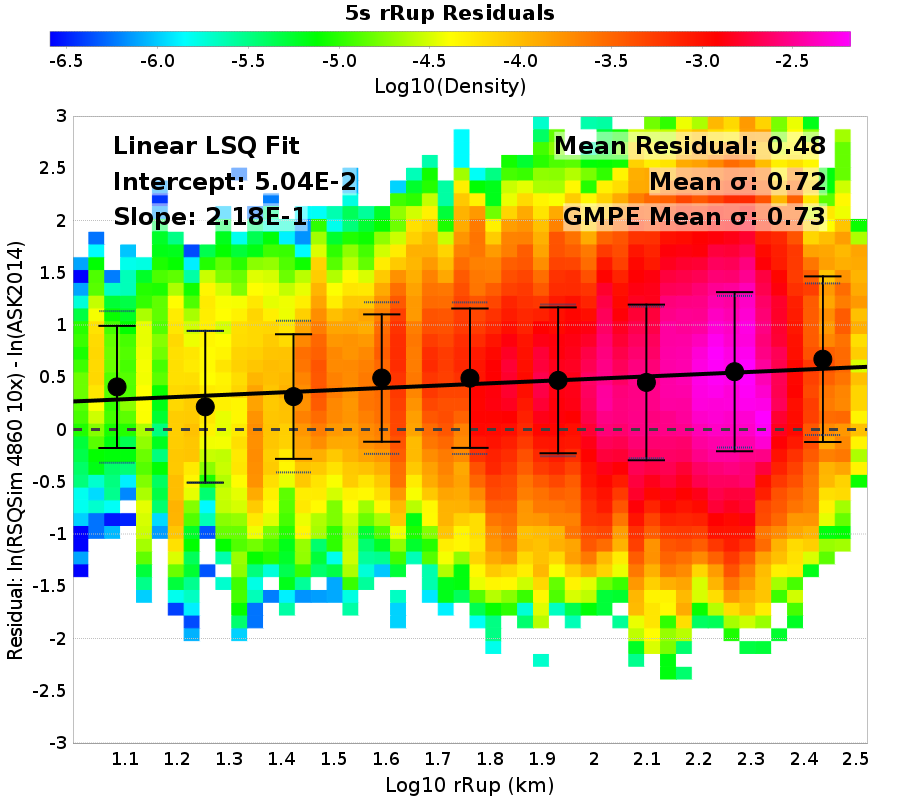 5s rRup Residuals
-6.5 -6.0 -5.5 -5.0 -4.5 -4.0 -3.5 -3.0 -2.5
Log10(Density)
Linear LSQ Fit
Intercept: 5.04E-2
Slope: 2.18E-1
Mean Residual: 0.48
Mean σ: 0.72
GMPE Mean σ: 0.73
Residual: ln(RSQSim 4860 10x) - ln(ASK2014)
3
2.5
2
1.5
1
0.5
0
-0.5
-1
-1.5
-2
-2.5
-3
1.1 1.2 1.3 1.4 1.5 1.6 1.7 1.8 1.9 2 2.1 2.2 2.3 2.4 2.5
Log10 rRup (km)